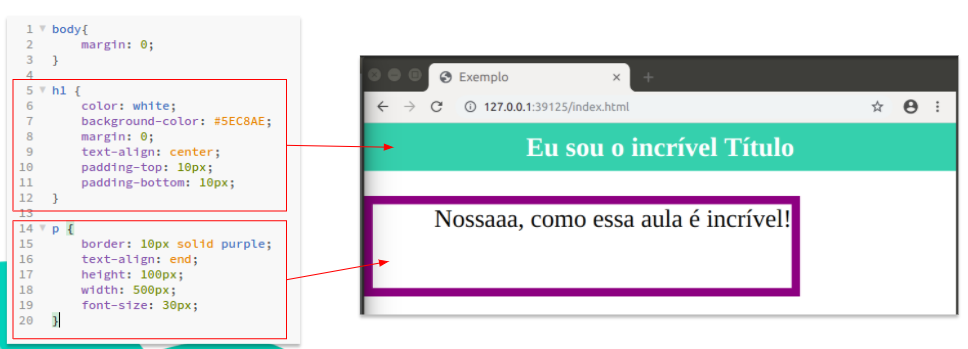 1 body{
2 margin: 0;
3 }
4
5 h1 {
6 color: white;
7 background-color: #5EC8AE;
8 margin: 0;
9 text-align: center;
10 padding-top: 10px;
11 padding-bottom: 10px;
12 }
13
14 p {
15 border: 10px solid purple;
16 text-align: end;
17 height: 100px;
18 width: 500px;
19 font-size: 30px;
20 }
Exemplo
127.0.0.1:39125/index.html
Eu sou o incrível Título
Nossaaa, como essa aula é incrível!